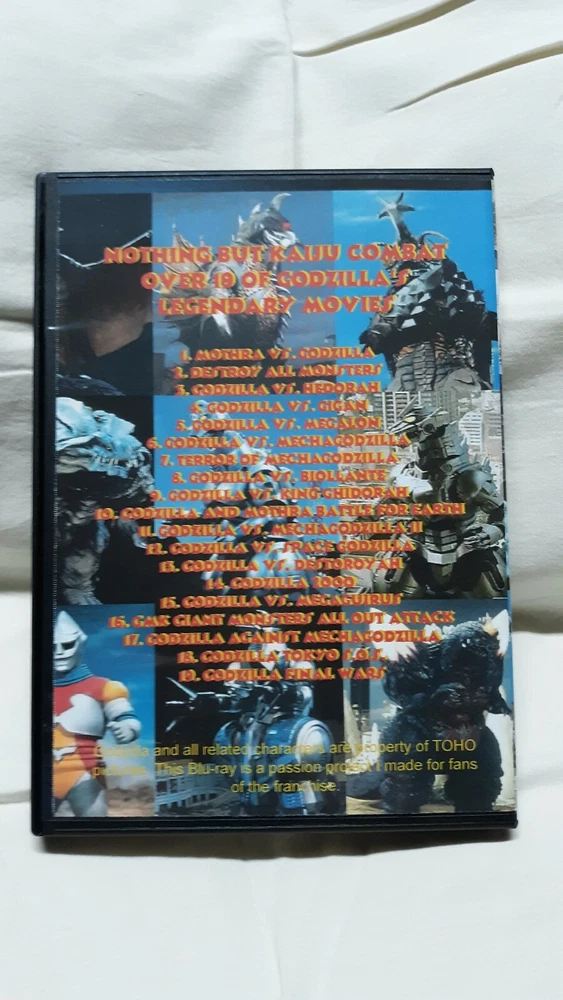 NOTHING BUT KAIJU COMBAT
OVER 18 OF GODZILLA'S
LEGENDARY MOVIES
1. MOTHRA VS. GODZILLA
2. DESTROY ALL MONSTERS
3. GODZILLA VS. HEDORAH
4. GODZILLA VS. GIGAN
5. GODZILLA VS. MEGALON
6. GODZILLA VS. MECHAGODZILLA
7. TERROR OF MECHAGODZILLA
8. GODZILLA VS. BIOLLANTE
9. GODZILLA VS. KING GHIDORAH
10. GODZILLA AND MOTHRA BATTLE FOR EARTH
11. GODZILLA VS. MECHAGODZILLA II
12. GODZILLA VS. SPACE GODZILLA
13. GODZILLA VS. DESTOROYAH
14. GODZILLA 2000
15. GODZILLA VS. MEGAGUIRUS
16. GMK GIANT MONSTERS ALL OUT ATTACK
17. GODZILLA AGAINST MECHAGODZILLA
18. GODZILLA TOKYO S.O.S.
19. GODZILLA FINAL WARS
Godzilla and all related characters are property of TOHO
pictures. This Blu-ray is a passion project I made for fans
of the franchise.